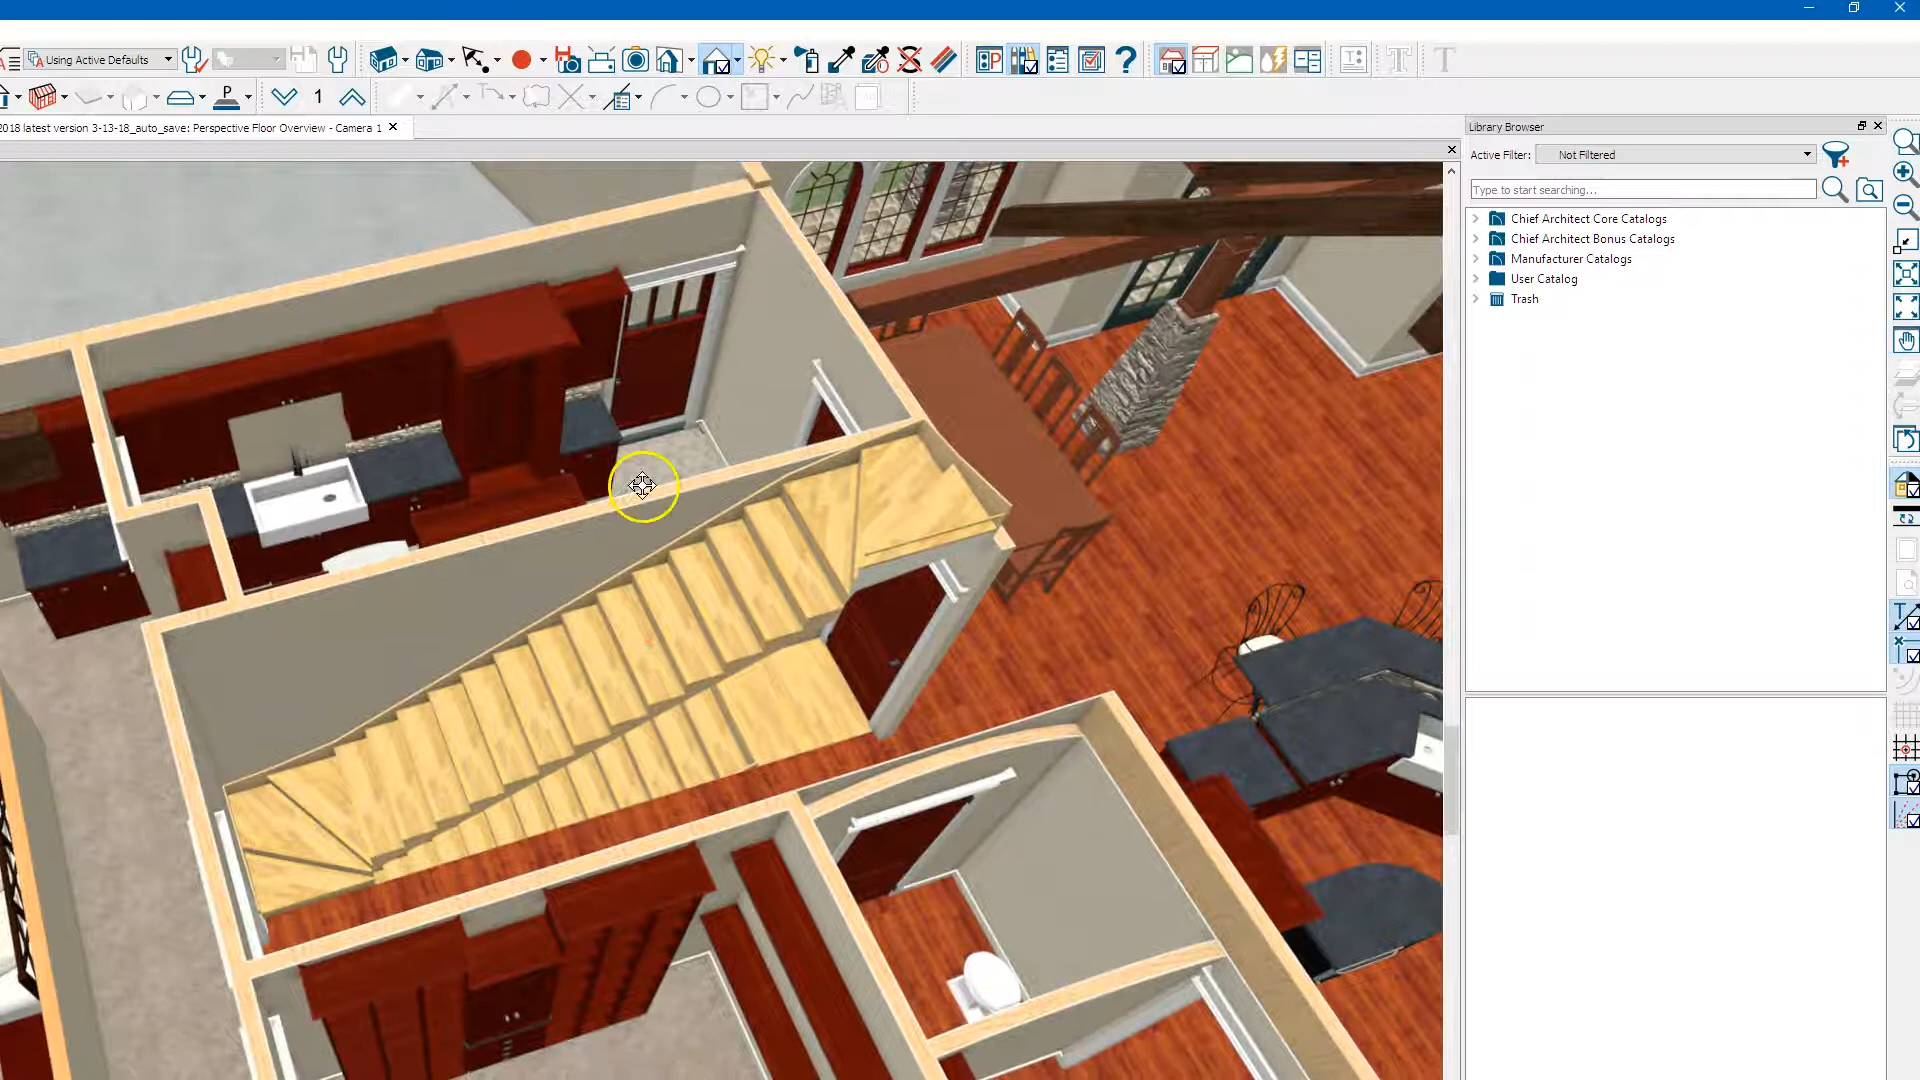 Using Active Defaults
P
?
T
T
P
1
2018 latest version 3-13-18_auto_save: Perspective Floor Overview - Camera 1
Library Browser
Active Filter:
Not Filtered
Type to start searching...
Chief Architect Core Catalogs
Chief Architect Bonus Catalogs
Manufacturer Catalogs
User Catalog
Trash